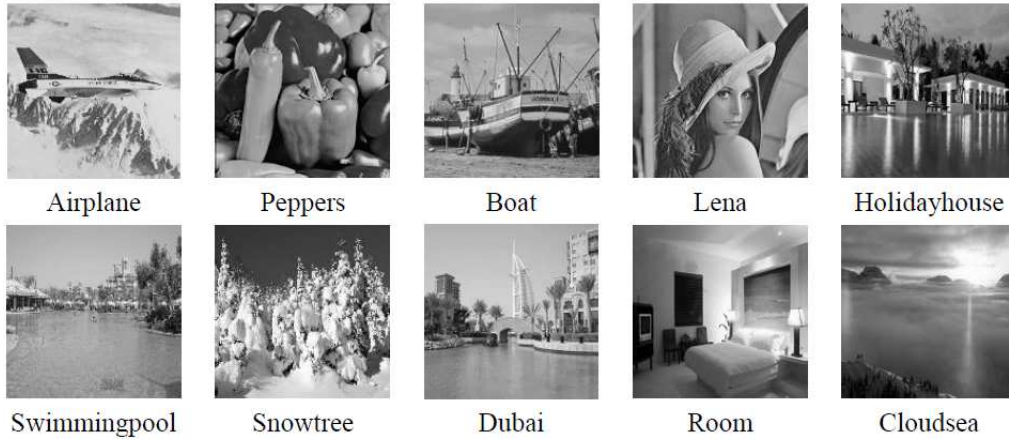 Airplane
Peppers
Boat
Lena
Holidayhouse
Swimmingpool
Snowtree
Dubai
Room
Cloudsea